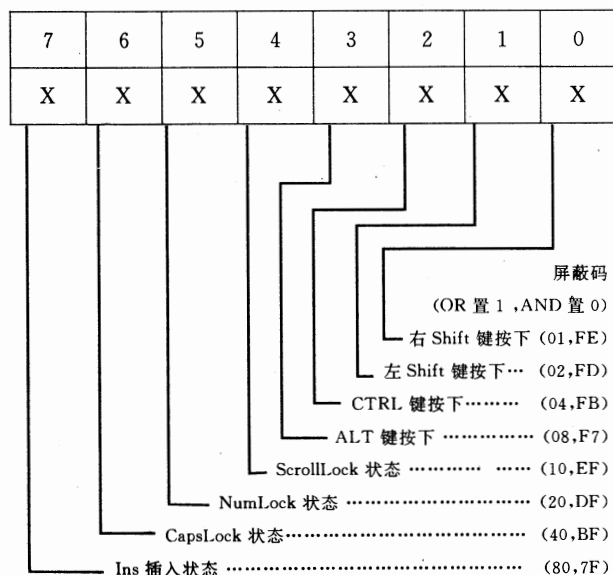 7 6 5 4 3 2 1 0
X X X X X X X X
屏蔽码
(OR 置 1 ,AND 置 0)
右 Shift 键按下 (01,FE)
左 Shift 键按下… (02,FD)
CTRL 键按下……… (04,FB)
ALT 键按下 …………… (08,F7)
ScrollLock 状态 ………… …… (10,EF)
NumLock 状态 …………………… (20,DF)
CapsLock 状态………………………… (40,BF)
Ins 插入状态 ……………………………… (80,7F)